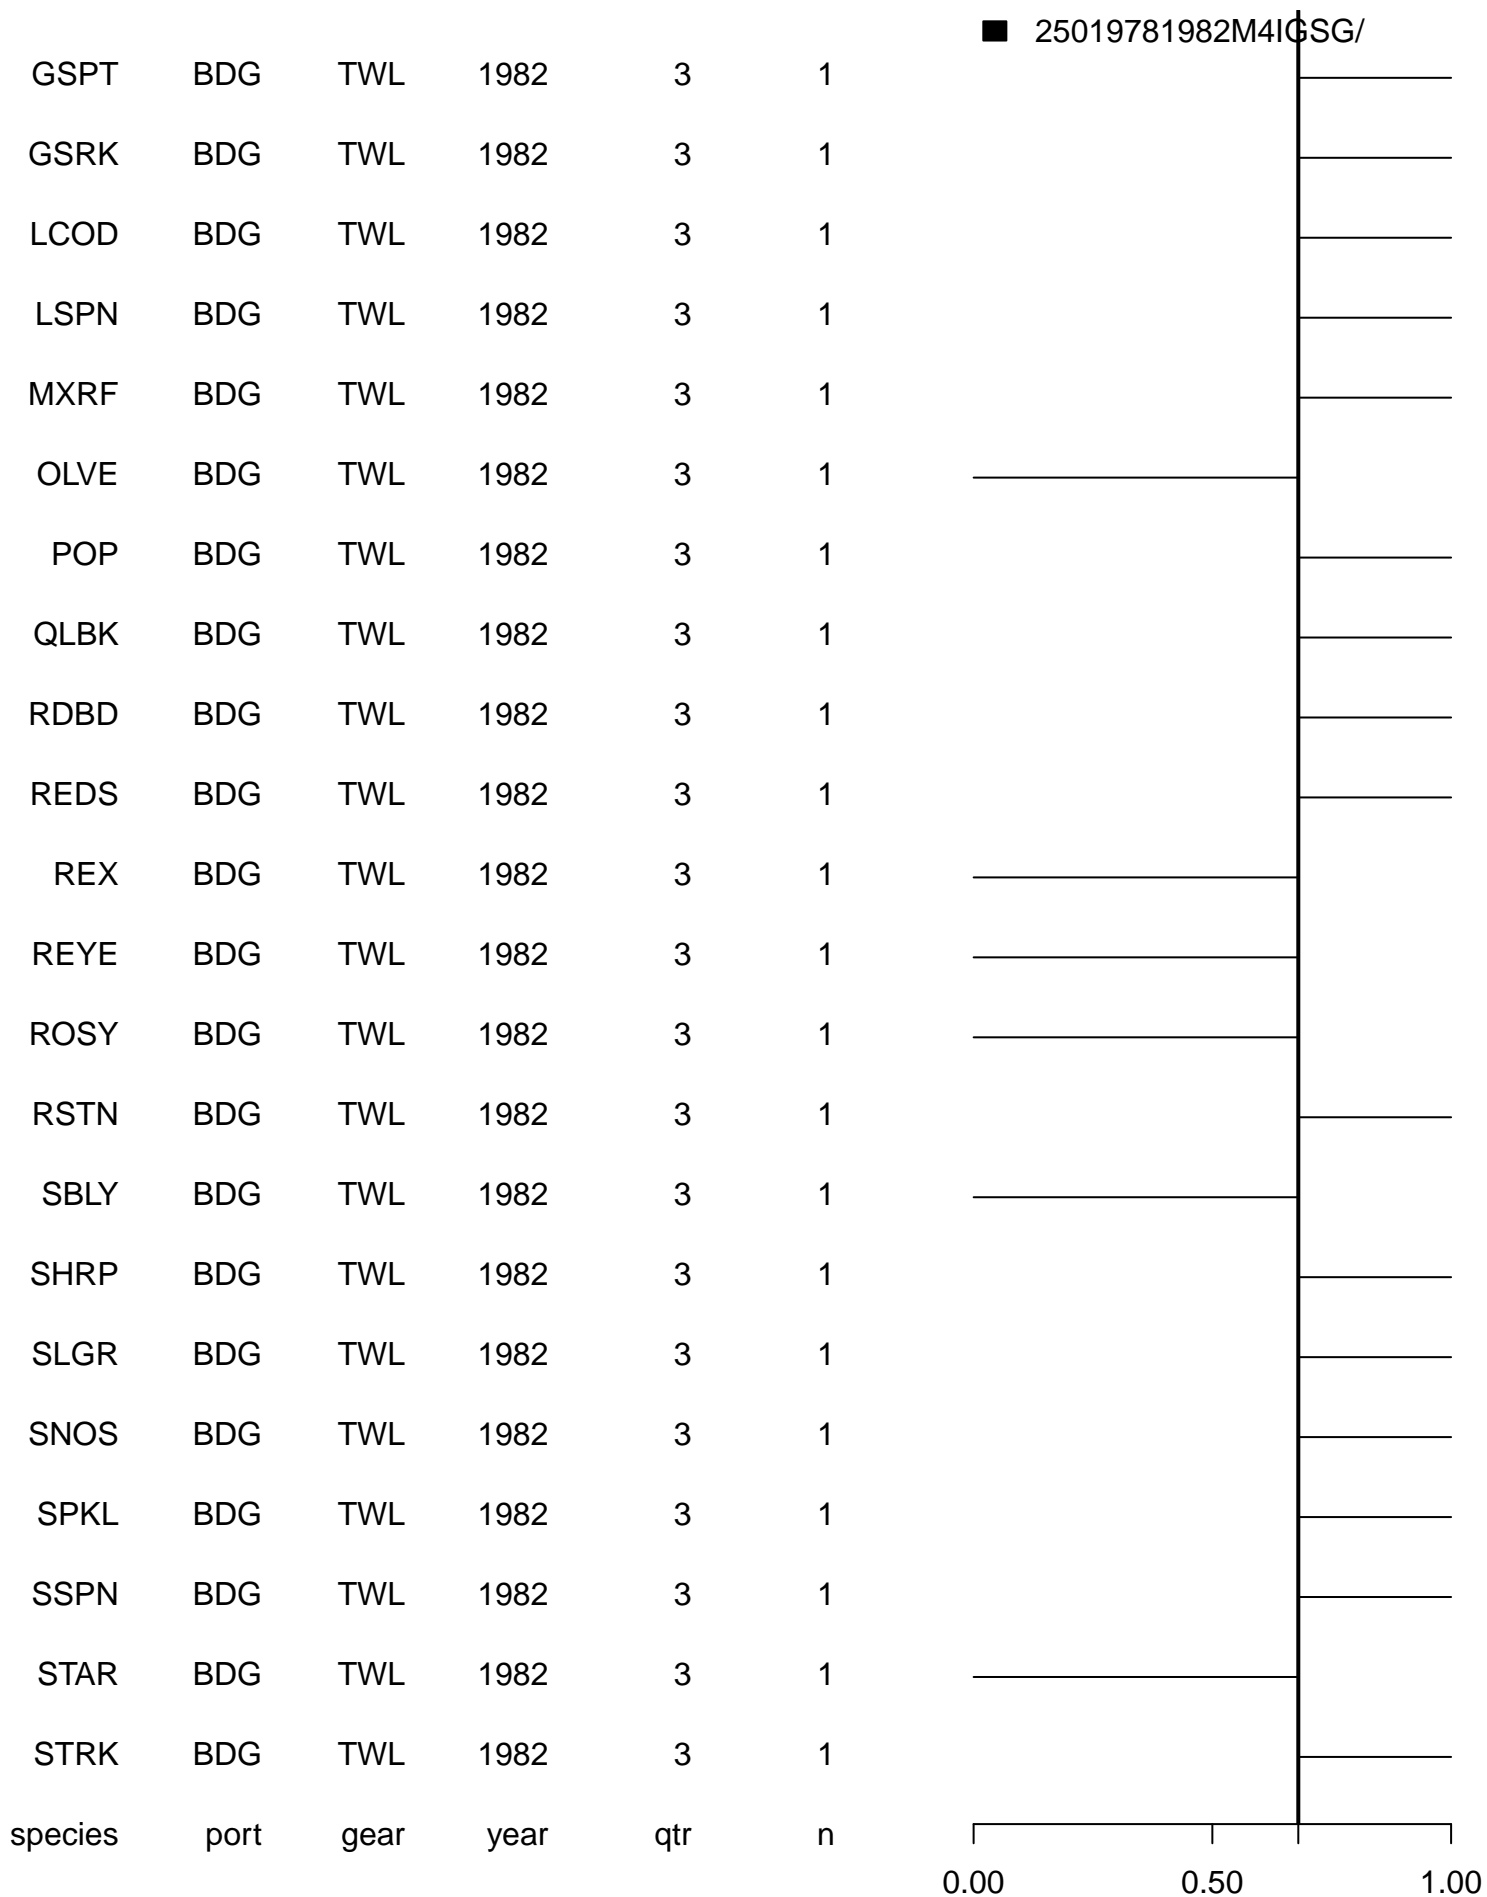 25019781982M4IGSG/
GSPT BDG TWL 1982 3 1
GSRK BDG TWL 1982 3 1
LCOD BDG TWL 1982 3 1
LSPN BDG TWL 1982 3 1
MXRF BDG TWL 1982 3 1
OLVE BDG TWL 1982 3 1
POP BDG TWL 1982 3 1
QLBK BDG TWL 1982 3 1
RDBD BDG TWL 1982 3 1
REDS BDG TWL 1982 3 1
REX BDG TWL 1982 3 1
REYE BDG TWL 1982 3 1
ROSY BDG TWL 1982 3 1
RSTN BDG TWL 1982 3 1
SBLY BDG TWL 1982 3 1
SHRP BDG TWL 1982 3 1
SLGR BDG TWL 1982 3 1
SNOS BDG TWL 1982 3 1
SPKL BDG TWL 1982 3 1
SSPN BDG TWL 1982 3 1
STAR BDG TWL 1982 3 1
STRK BDG TWL 1982 3 1
species port gear year qtr n
0.00 0.50 1.00